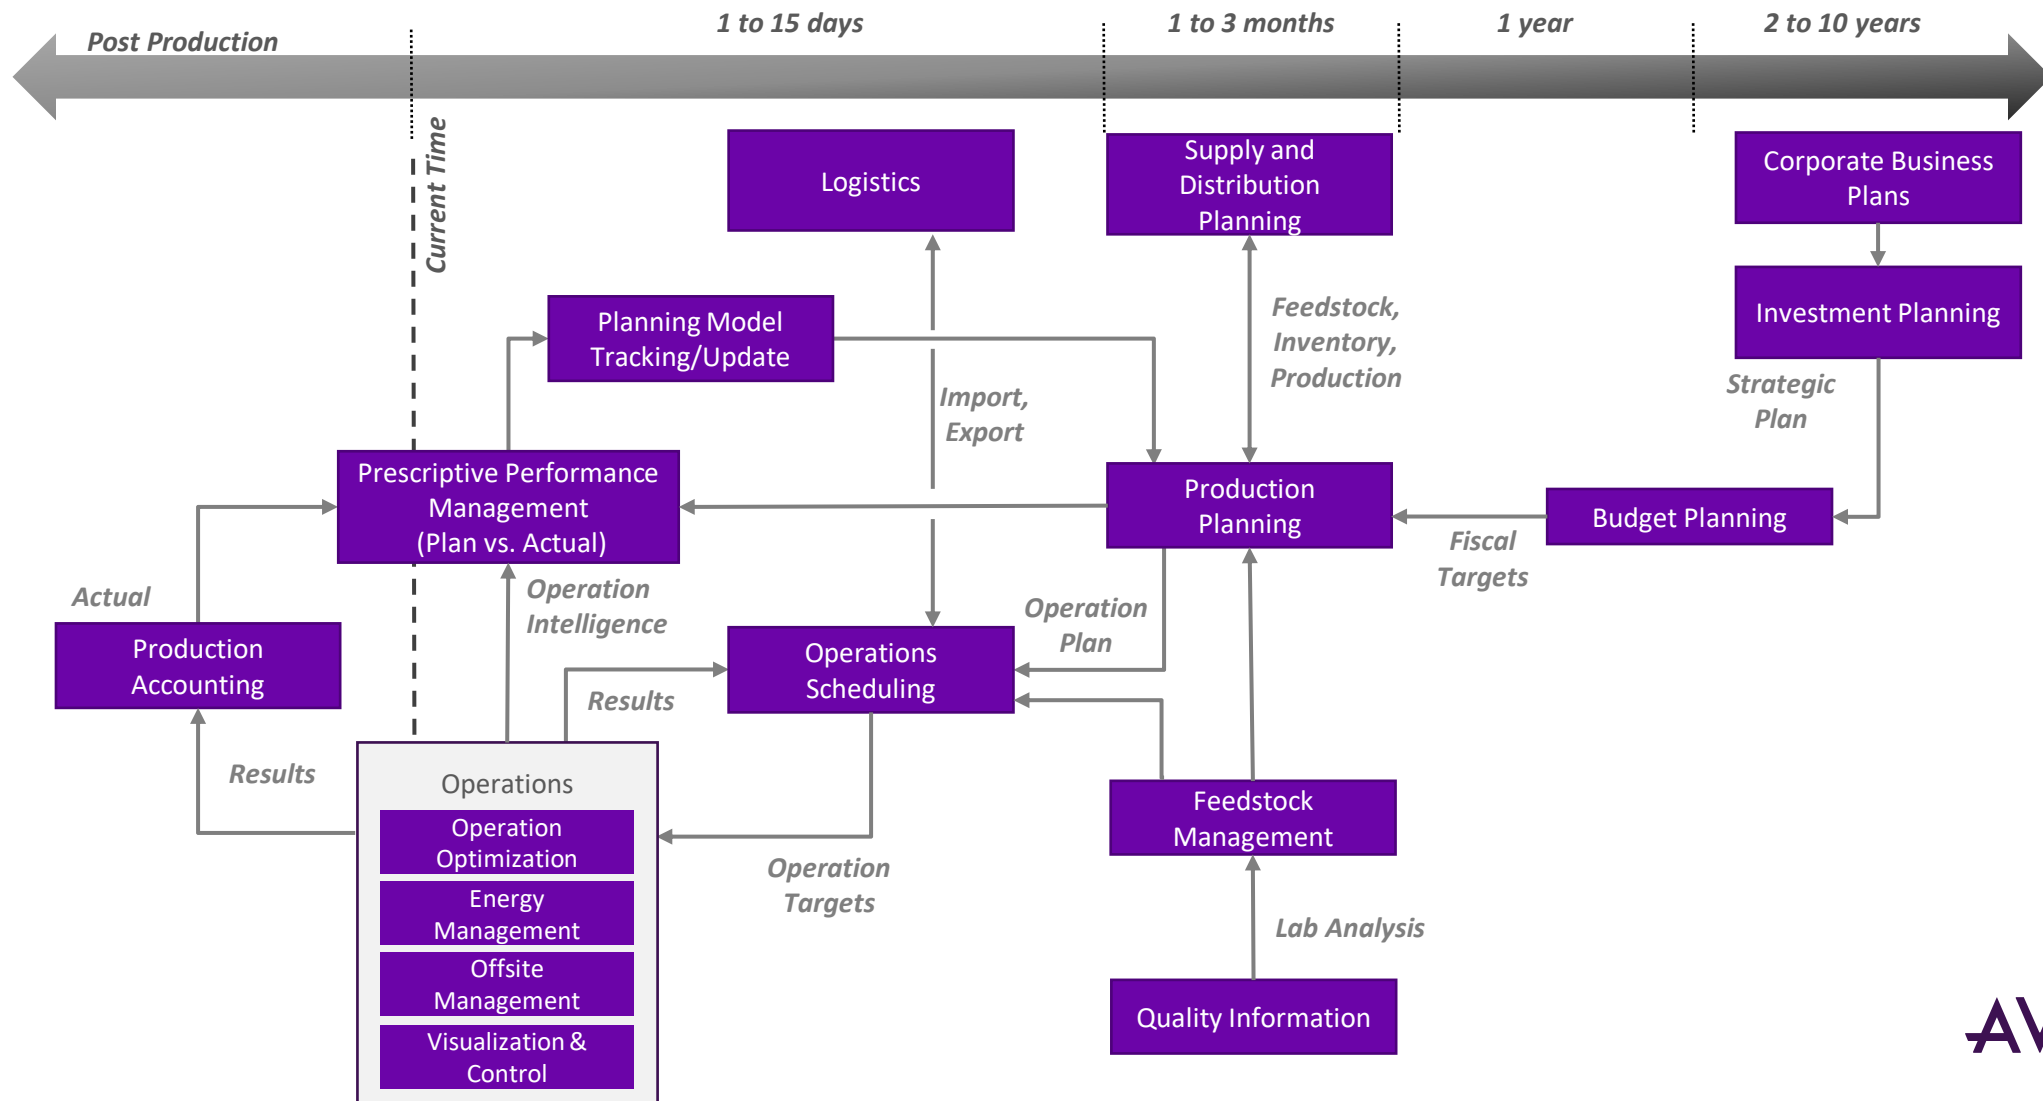 Post Production
1 to 15 days
1 to 3 months
1 year
2 to 10 years
Current Time
Logistics
Supply and
Distribution
Planning
Corporate Business
Plans
Planning Model
Tracking/Update
Feedstock,
Inventory,
Production
Investment Planning
Import,
Export
Strategic
Plan
Prescriptive Performance
Management
(Plan vs. Actual)
Production
Planning
Budget Planning
Fiscal
Targets
Actual
Operation
Intelligence
Operation
Plan
Production
Accounting
Results
Operations
Scheduling
Results
Operations
Operation
Optimization
Energy
Management
Offsite
Management
Visualization &
Control
Operation
Targets
Feedstock
Management
Lab Analysis
Quality Information
AV